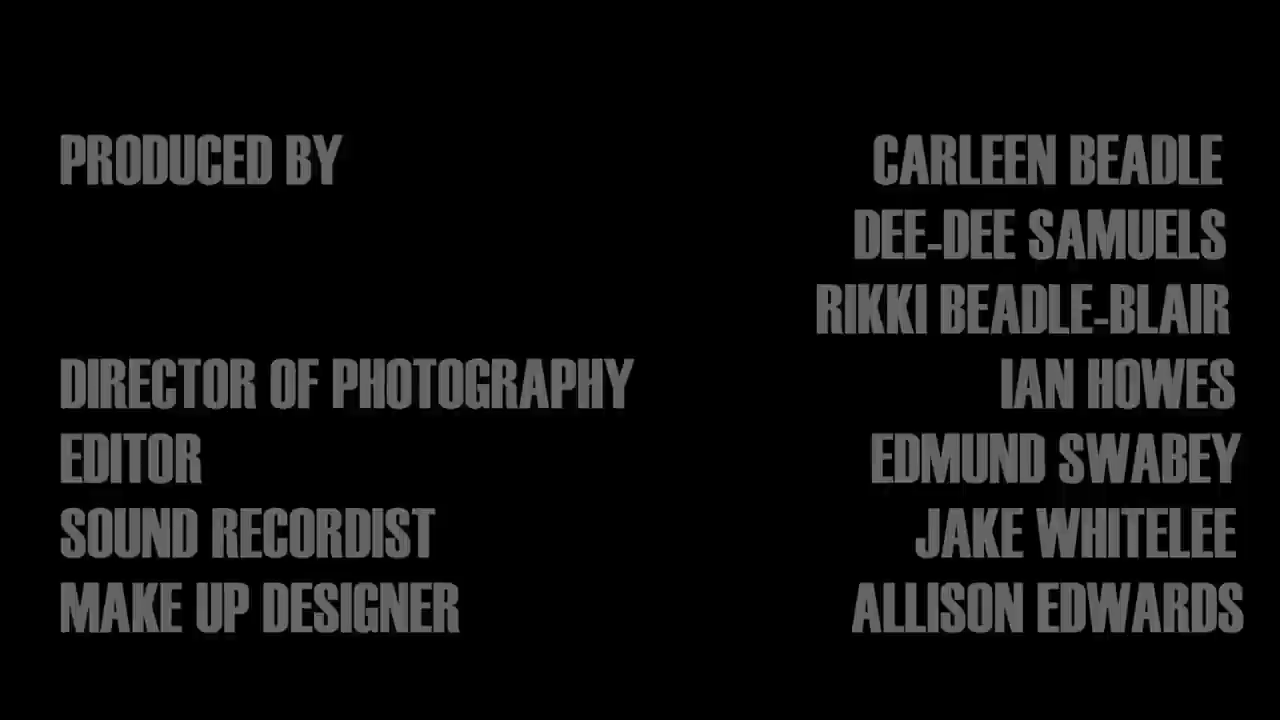 PRODUCED BY CARLEEN BEADLE
DEE-DEE SAMUELS
RIKKI BEADLE-BLAIR
DIRECTOR OF PHOTOGRAPHY IAN HOWES
EDITOR EDMUND SWABEY
SOUND RECORDIST JAKE WHITELEE
MAKE UP DESIGNER ALLISON EDWARDS